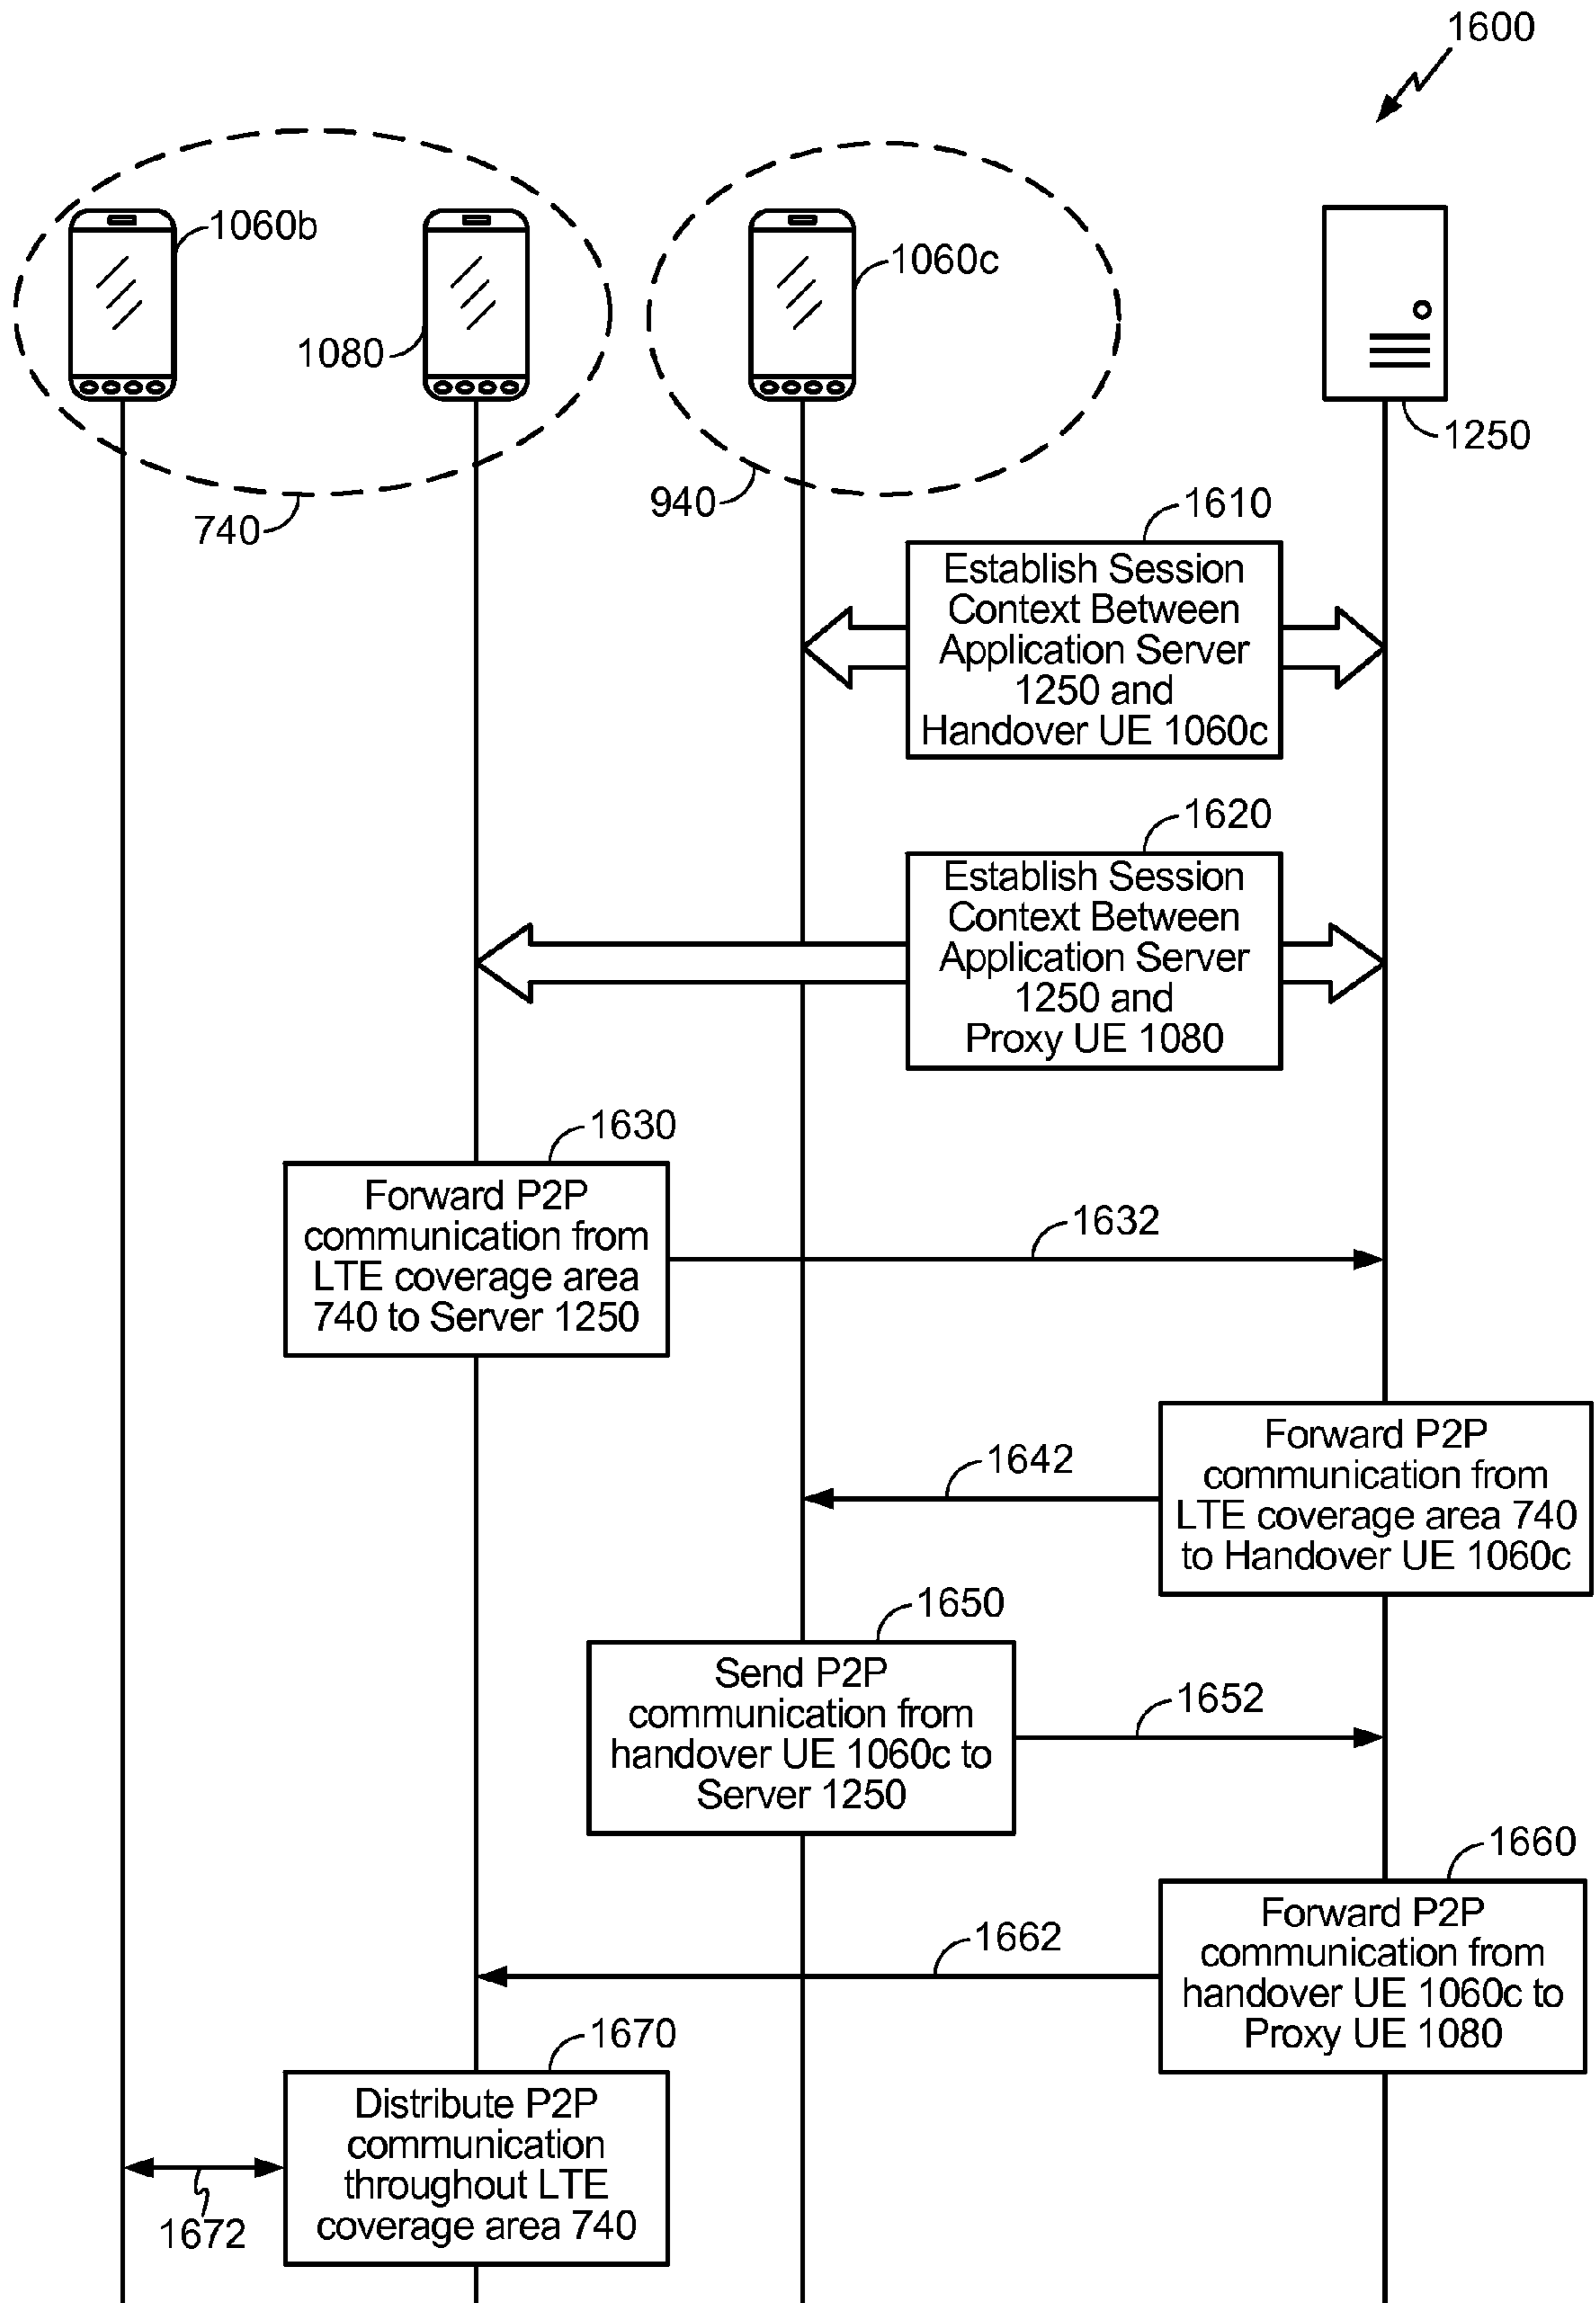 1600
1060b
1080
1060c
1250
740
940
1610
Establish Session
Context Between
Application Server
1250 and
Handover UE 1060c
1620
Establish Session
Context Between
Application Server
1250 and
Proxy UE 1080
1630
Forward P2P
communication from
LTE coverage area
740 to Server 1250
1632
Forward P2P
communication from
LTE coverage area 740
to Handover UE 1060c
1642
1650
Send P2P
communication from
handover UE 1060c to
Server 1250
1652
1660
Forward P2P
communication from
handover UE 1060c to
Proxy UE 1080
1662
1670
Distribute P2P
communication
throughout LTE
coverage area 740
1672